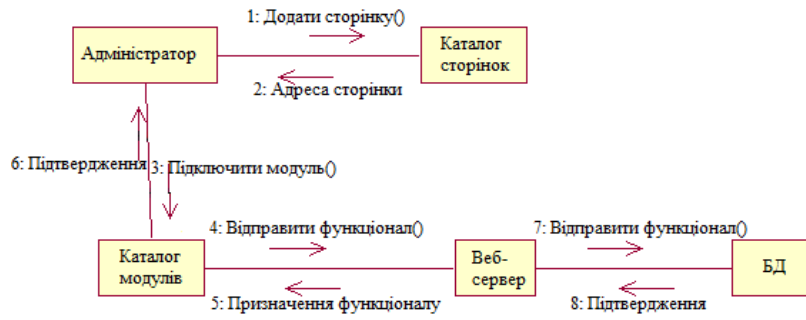 1: Додати сторінку()
Адміністратор
Каталог
сторінок
2: Адреса сторінки
6: Підтвердження
3: Підключити модуль()
4: Відправити функціонал()
7: Відправити функціонал()
Каталог
модулів
Веб-
сервер
БД
5: Призначення функціоналу
8: Підтвердження